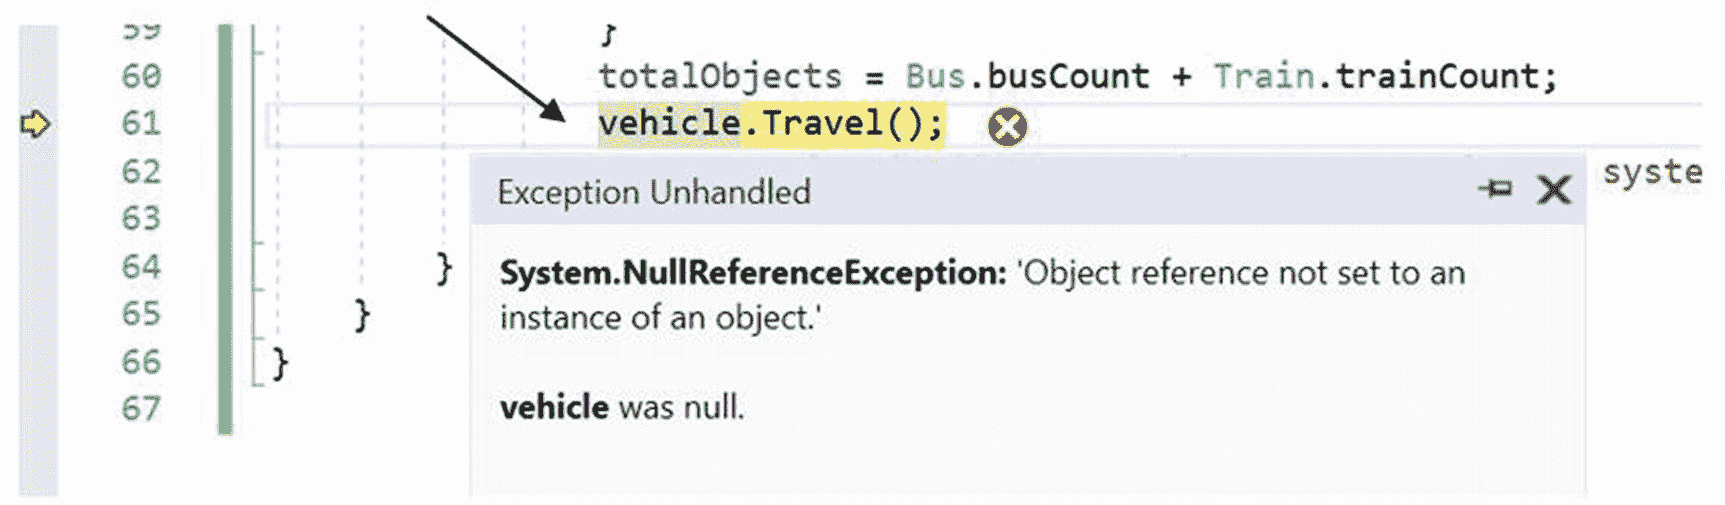 59 }
60 totalObjects = Bus.busCount + Train.trainCount;
61 vehicle.Travel();
62 syste
Exception Unhandled
63
64 }
System.NullReferenceException: 'Object reference not set to an
65 }
instance of an object.'
66 }
67
vehicle was null.